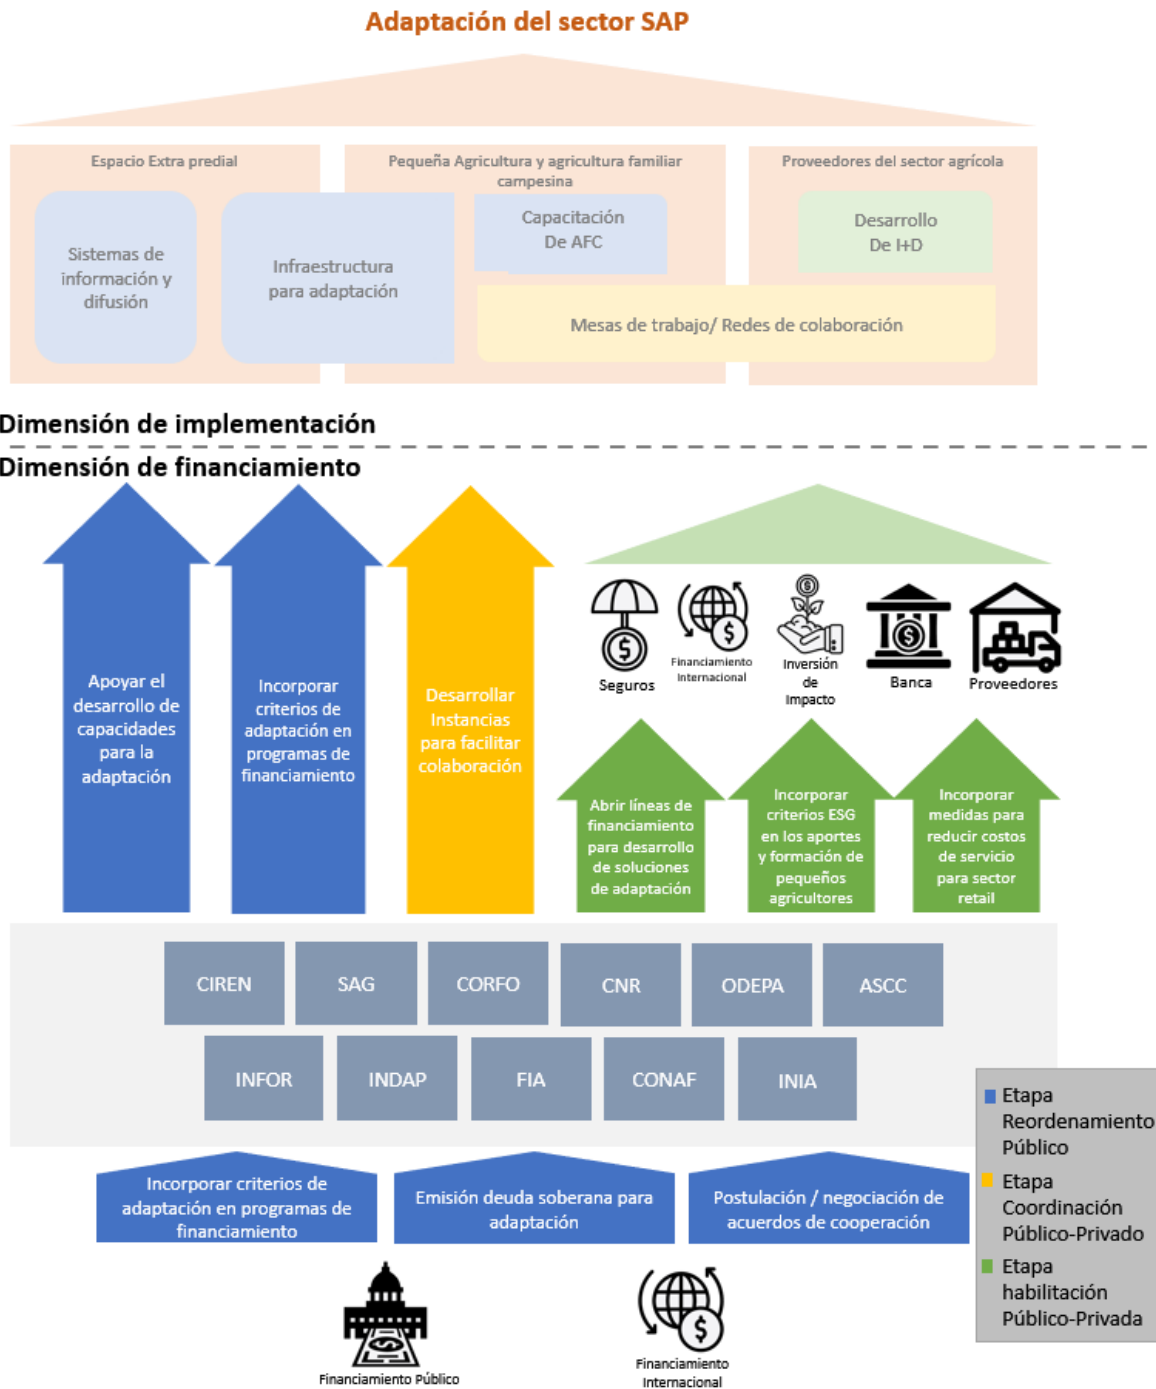 Adaptación del sector SAP
Espacio Extra predial
Pequeña Agricultura y agricultura familiar
campesina
Proveedores del sector agrícola
Sistemas de
información y
difusión
Infraestructura
para adaptación
Capacitación
De AFC
Desarrollo
De I+D
Mesas de trabajo/ Redes de colaboración
Dimensión de implementación
Dimensión de financiamiento
Apoyar el
desarrollo de
capacidades
para la
adaptación
Incorporar
criterios de
adaptación en
programas de
financiamiento
Desarrollar
Instancias
para facilitar
colaboración
Seguros
Financiamiento
Internacional
Inversión
de
Impacto
Banca
Proveedores
Abrir líneas de
financiamiento
para desarrollo
de soluciones
de adaptación
Incorporar
criterios ESG
en los aportes
y formación de
pequeños
agricultores
Incorporar
medidas para
reducir costos
de servicio
para sector
retail
CIREN
SAG
CORFO
CNR
ODEPA
ASCC
INFOR
INDAP
FIA
CONAF
INIA
Incorporar criterios de
adaptación en programas de
financiamiento
Emisión deuda soberana para
adaptación
Postulación / negociación de
acuerdos de cooperación
Financiamiento Público
Financiamiento
Internacional
Etapa
Reordenamiento
Público
Etapa
Coordinación
Público-Privado
Etapa
habilitación
Público-Privada